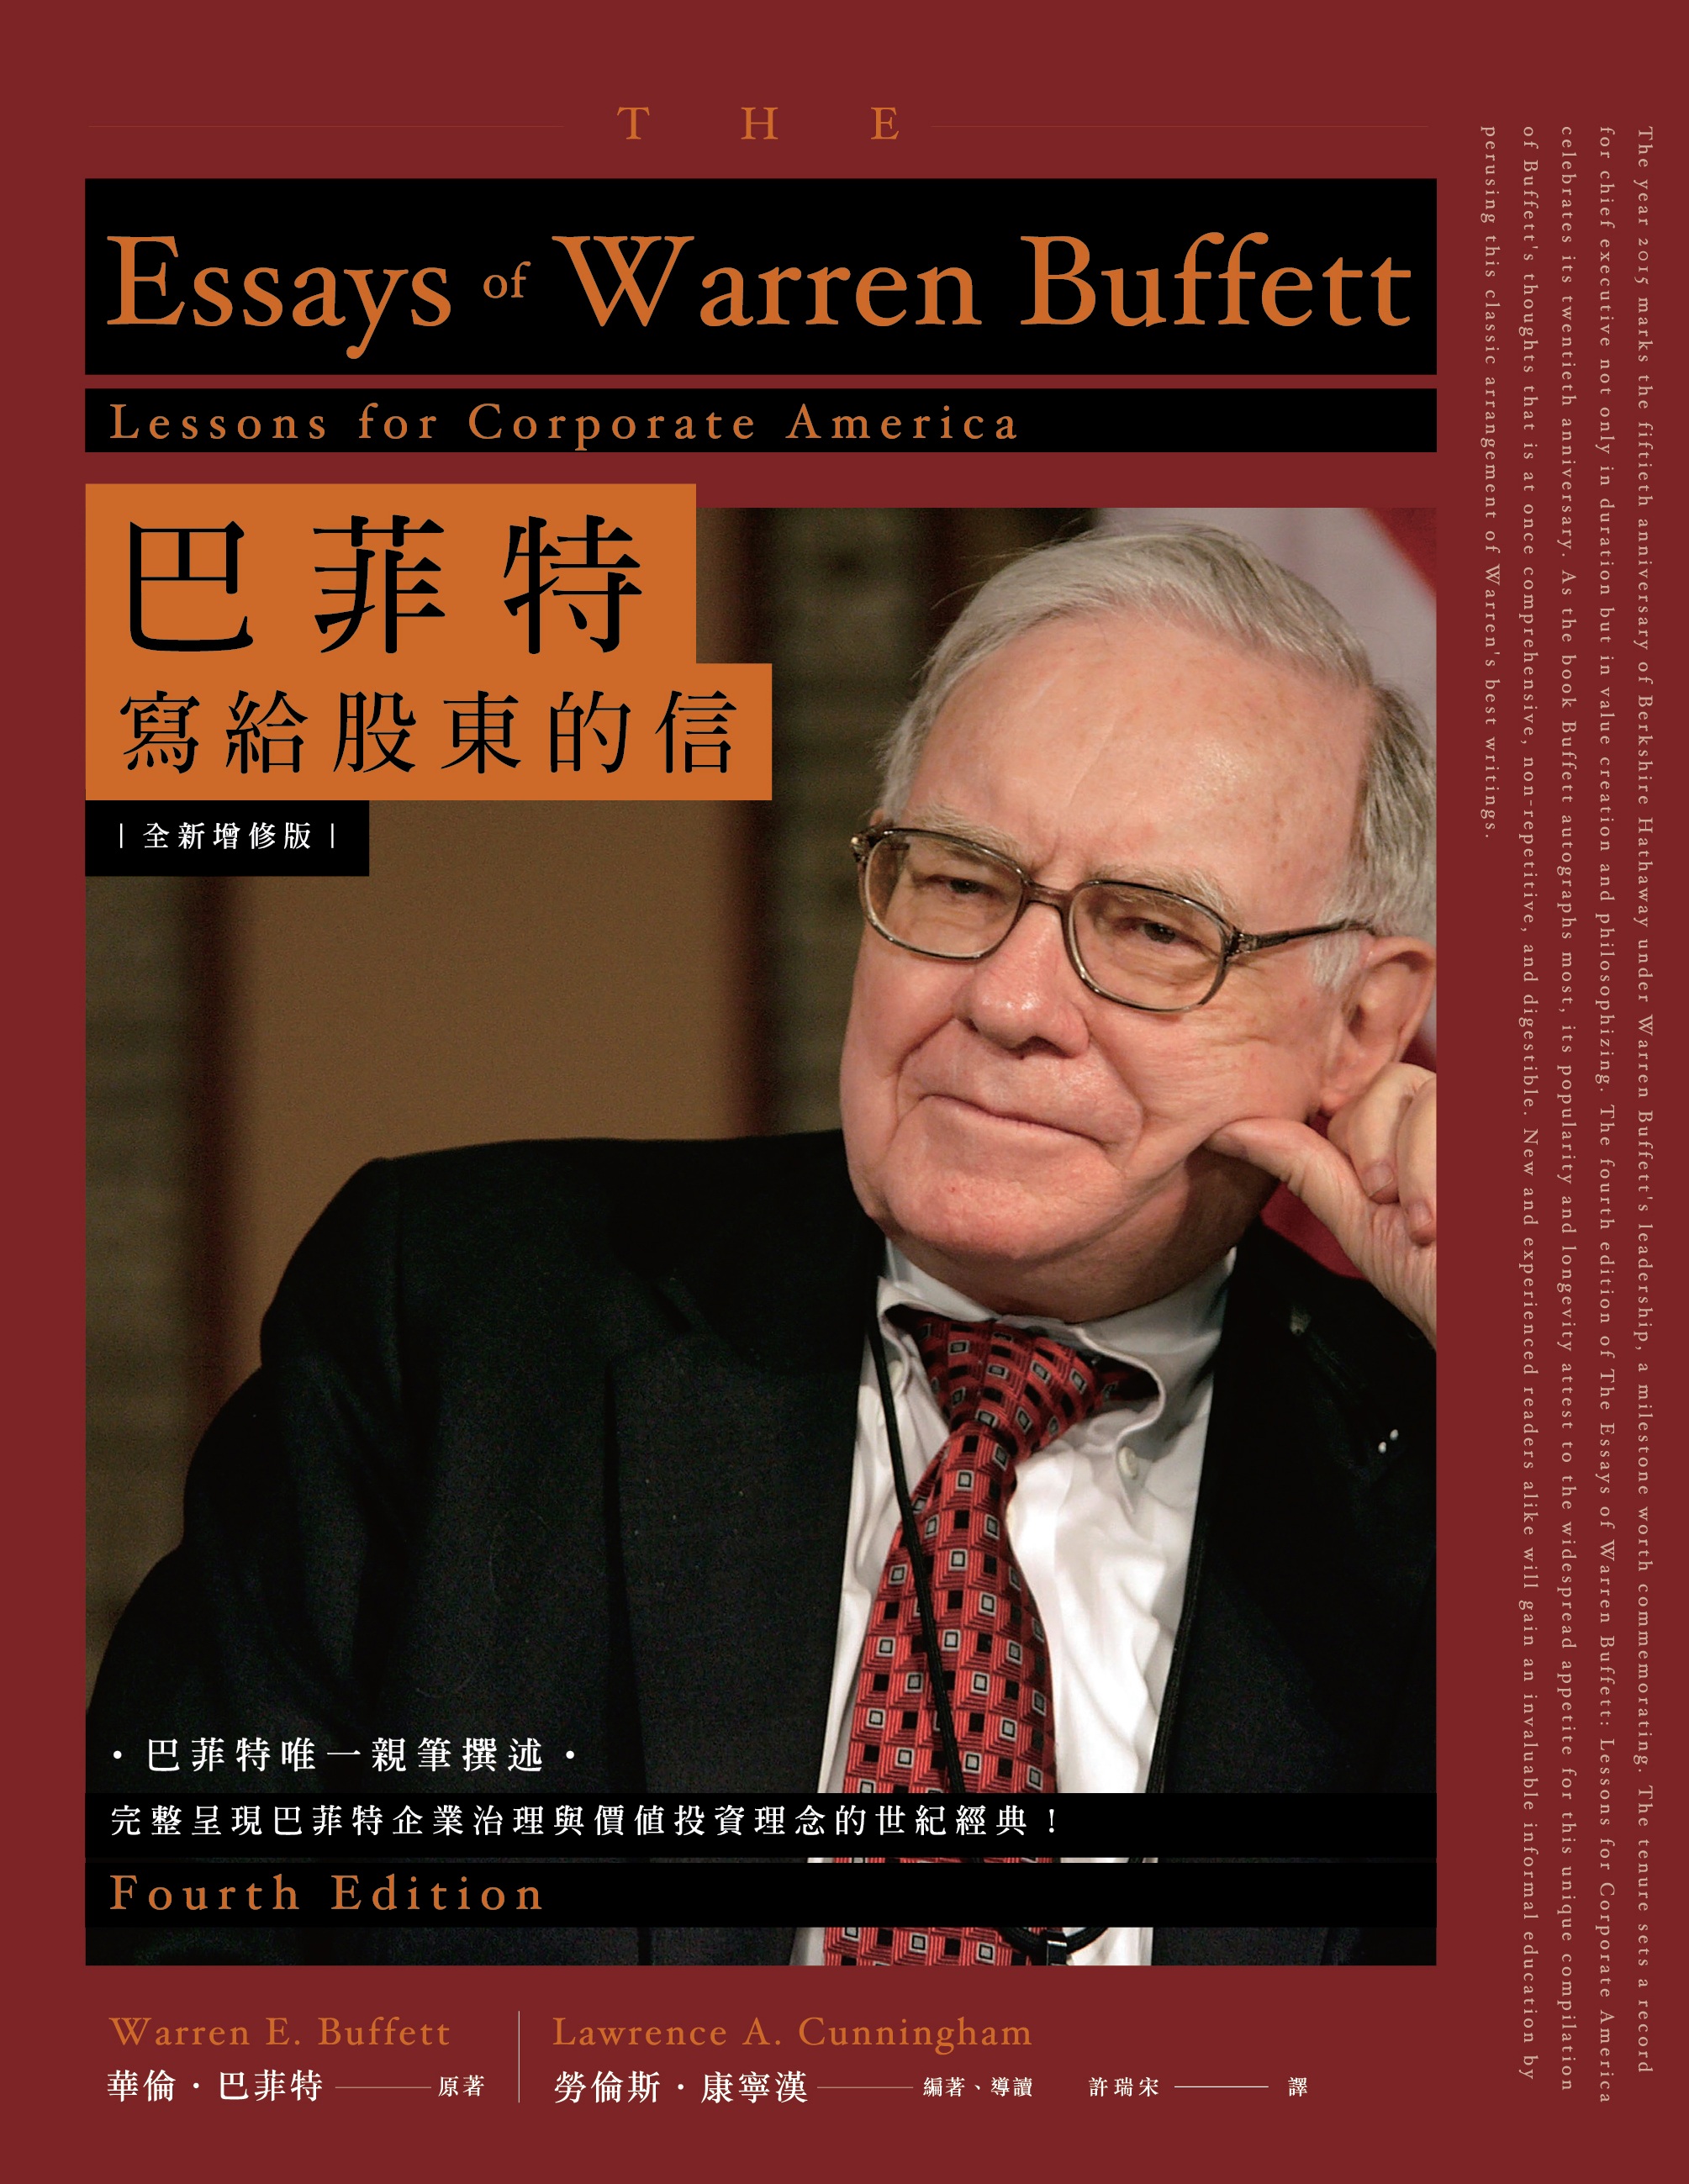 THE
Essays of Warren Buffett
Lessons for Corporate America
巴菲特
寫給股東的信
|全新增修版|
•巴菲特唯一親筆撰述•
完整呈現巴菲特企業治理與價值投資理念的世紀經典！
Fourth Edition
Warren E. Buffett
華倫・巴菲特——原著
Lawrence A. Cunningham
勞倫斯・康寧漢——編著、導讀 許瑞宋——譯
The year 2015 marks the fiftieth anniversary of Berkshire Hathaway under Warren Buffett's leadership, a milestone worth commemorating. The tenure sets a record
for chief executive not only in duration but in value creation and philosophizing. The fourth edition of The Essays of Warren Buffett: Lessons for Corporate America
celebrates its twentieth anniversary. As the book Buffett autographs most, its popularity and longevity attest to the widespread appetite for this unique compilation
of Buffett's thoughts that is at once comprehensive, non-repetitive, and digestible. New and experienced readers alike will gain an invaluable informal education by
perusing this classic arrangement of Warren's best writings.